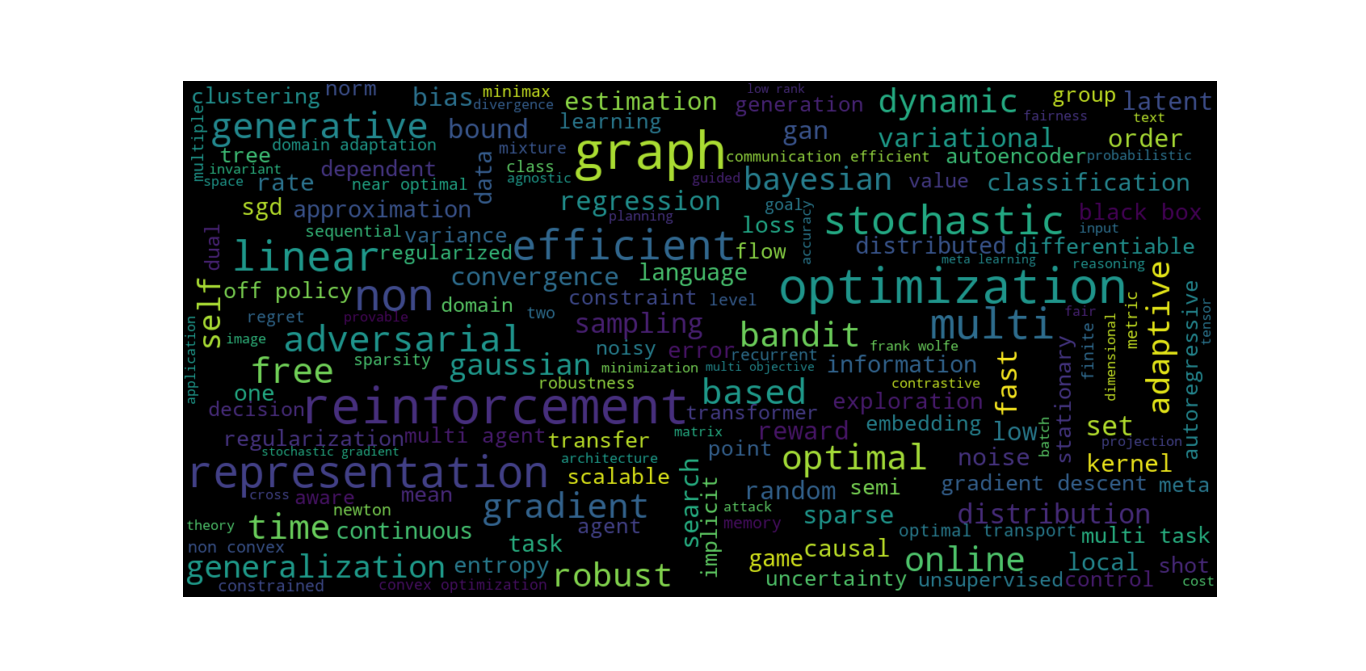 clustering
norm
bias
minimax
divergence
estimation
low rank
generation
dynamic
group
latent
fairness
text
multiple
generative
domain adaptation
bound
learning
gan
variational
order
tree
invariant
space
rate
dependent
near optimal
data
mixture
class
agnostic
graph
communication efficient
guided
bayesian
autoencoder
probabilistic
value
classification
sgd
approximation
regression
planning
goaly
loss
accuracy
stochastic
black box
input
dual
sequential
variance
regularized
linear
efficient
flow
distributed
differentiable
meta learning
reasoning
convergence
language
self
off policy
non
domain
two
constraint
level
optimization
adaptive
autoregressive
tensor
metric
dimensional
fair
regret
provable
image
application
adversarial
sampling
bandit
multi
frank wolfe
finite
sparsity
noisy
error
recurrent
information
free
gaussian
minimization
multi objective
robustness
contrastive
fast
stationary
one
based
decision
reinforcement
transformer
exploration
embedding
low
batch
set
projection
regularization
multi agent
transfer
matrix
reward
stochastic gradient
architecture
point
optimal
noise
kernel
representation
scalable
search
implicit
cross
aware
mean
newton
gradient
random
semi
gradient descent
meta
theory
time
continuous
agent
attack
memory
sparse
distribution
optimal transport
multi task
non convex
task
game
causal
online
local
shot
generalization
entropy
robust
uncertainty
unsupervised
control
cost
constrained
convex optimization